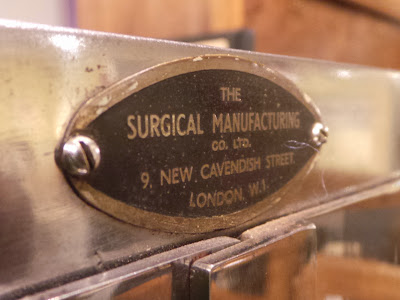 THE
SURGICAL MANUFACTURING
CO. LTD.
9, NEW CAVENDISH STREET,
LONDON, W.1